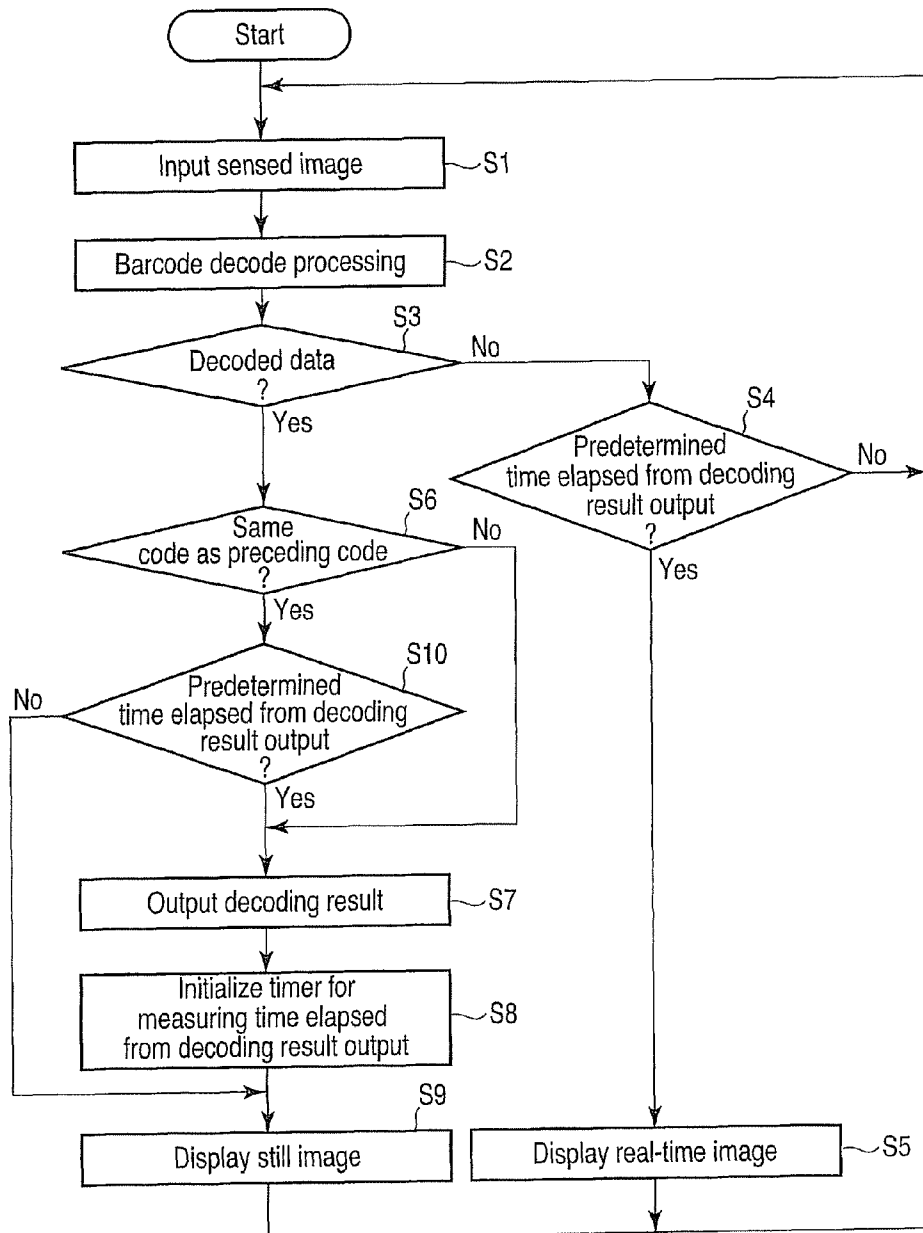 Start
Input sensed image
S1
Barcode decode processing
S2
S3
Decoded data
?
No
Yes
S4
Predetermined
time elapsed from decoding
result output
?
No
Yes
S6
Same
code as preceding code
?
No
Yes
S10
Predetermined
time elapsed from decoding
result output
?
No
Yes
Output decoding result
S7
Initialize timer for
measuring time elapsed
from decoding result output
S8
S9
Display still image
Display real-time image
S5